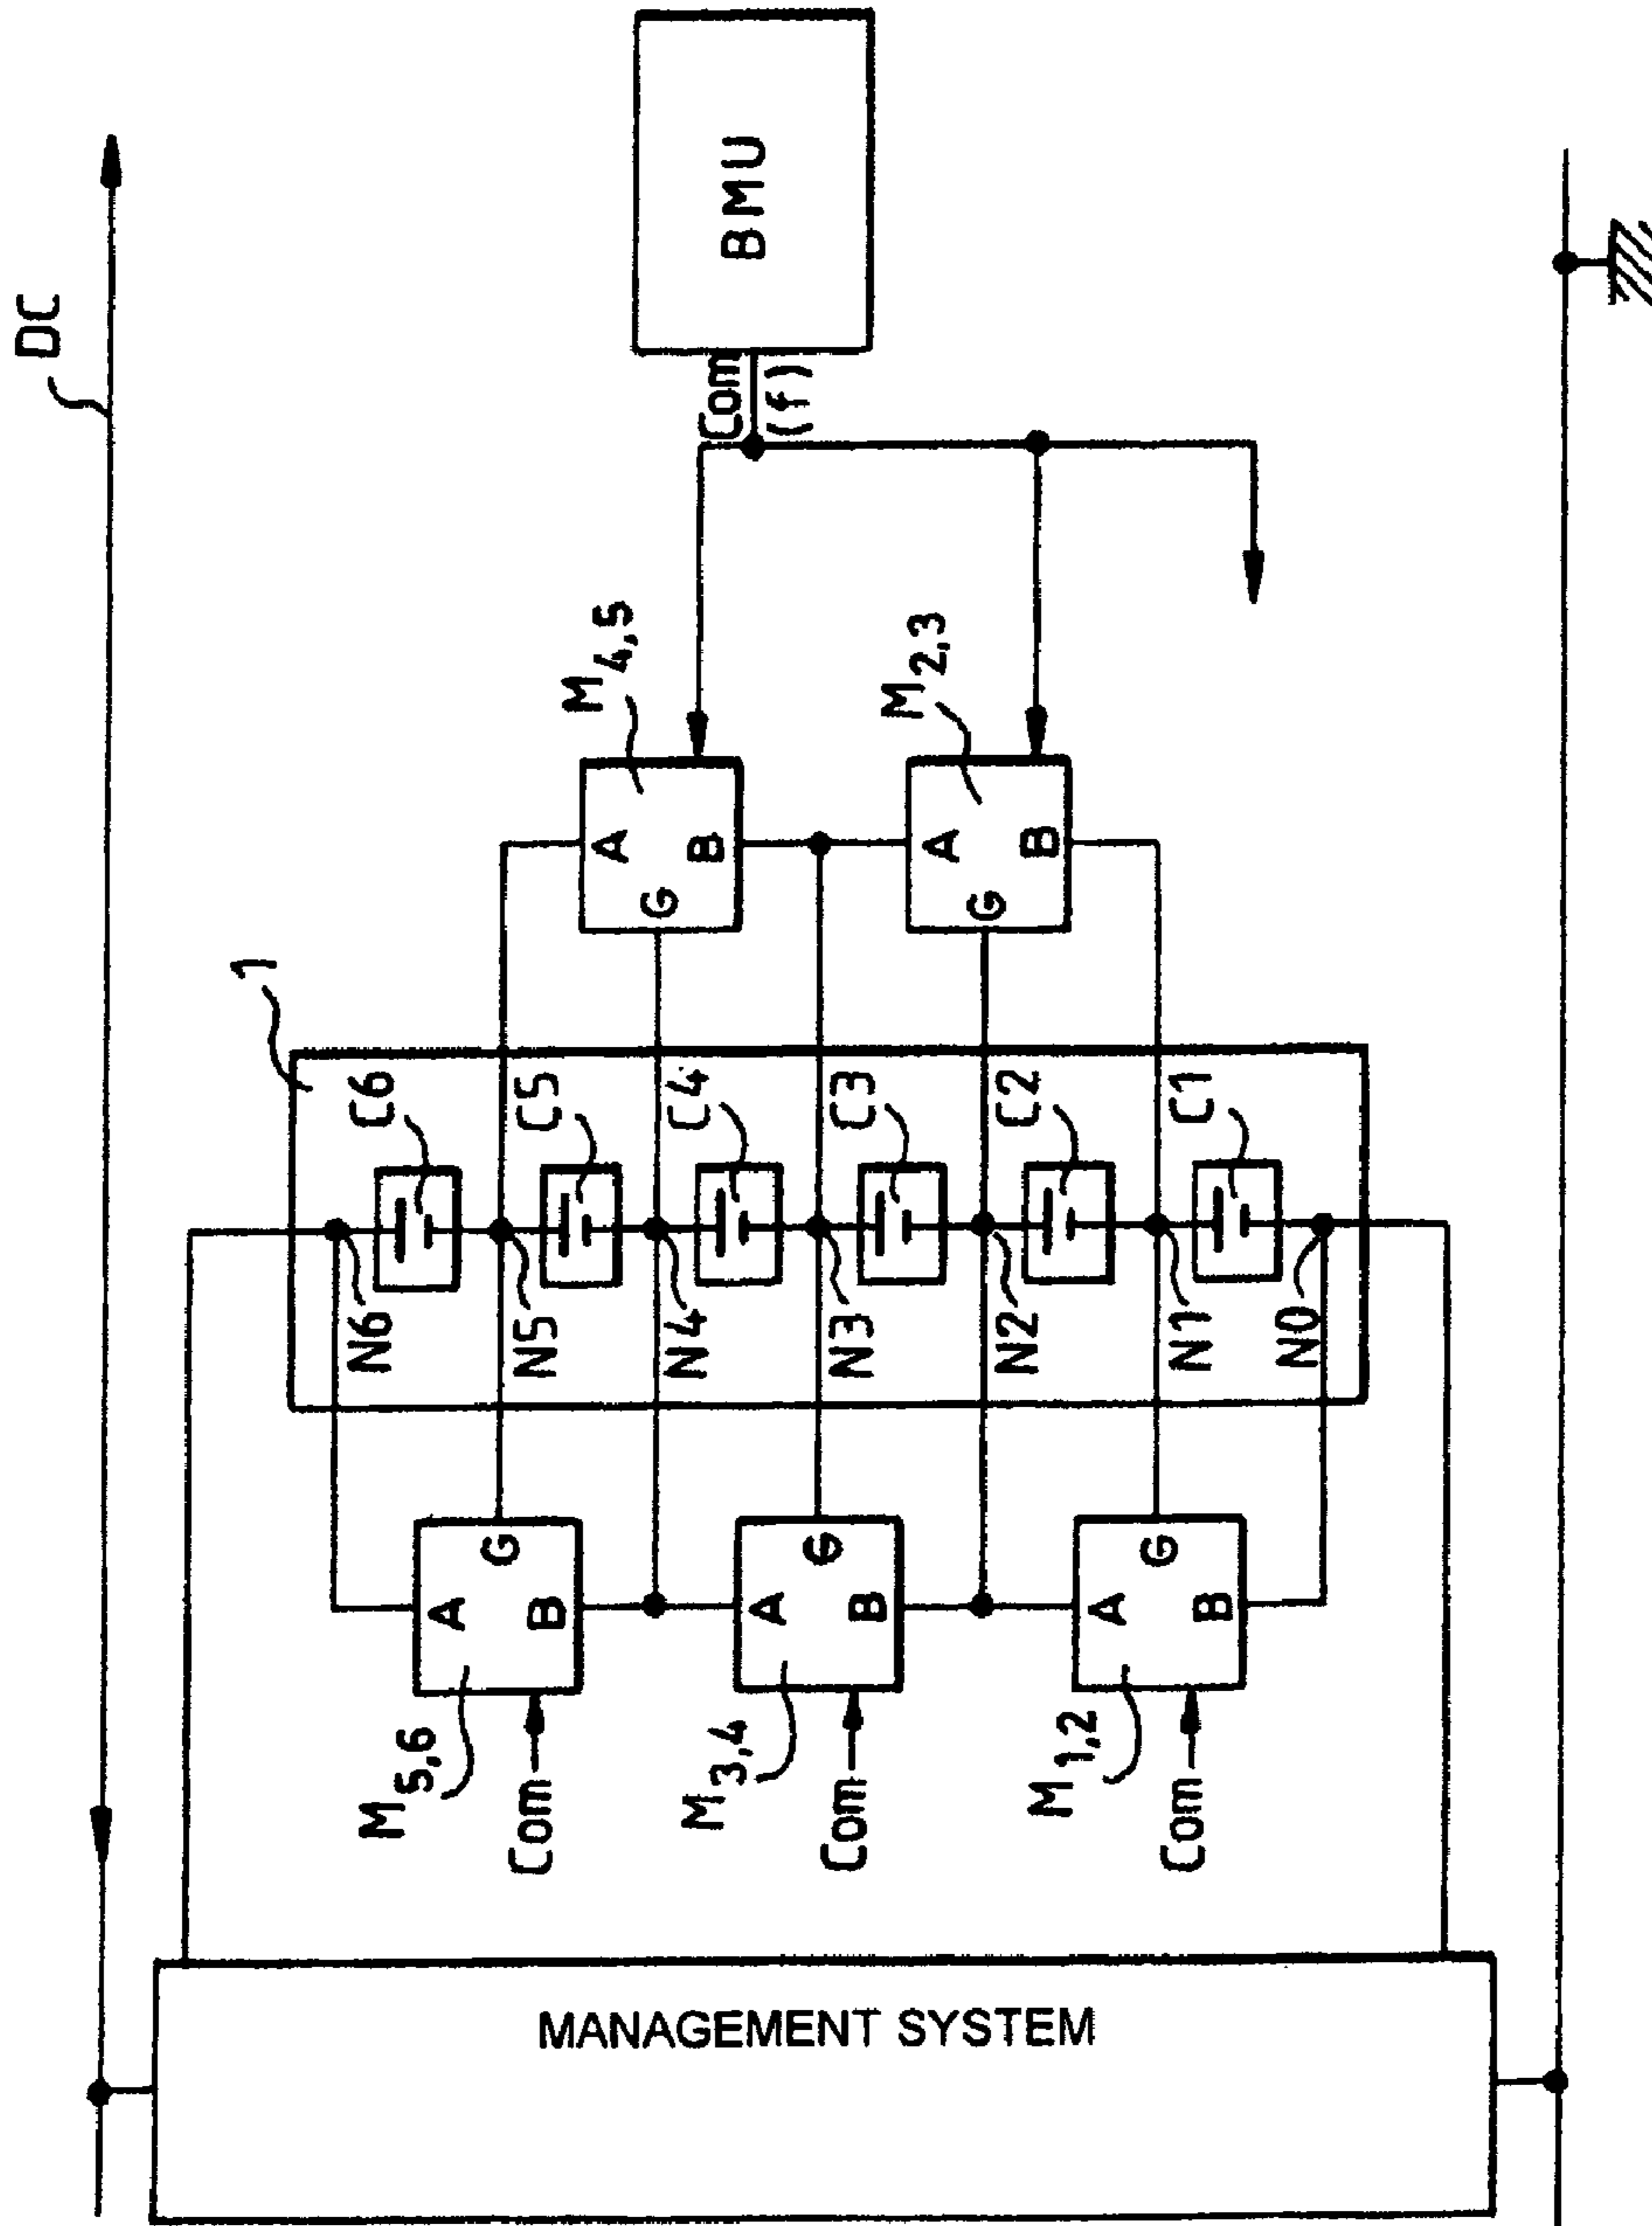 DC
BMU
Com
(f)
M4,5
M2,3
A
B
G
A
B
G
1
C6
C5
C4
C3
C2
C1
N6
N5
N4
N3
N2
N1
N0
G
A
B
G
A
B
G
A
B
M5,6
Com
M3,4
Com
M1,2
Com
MANAGEMENT SYSTEM